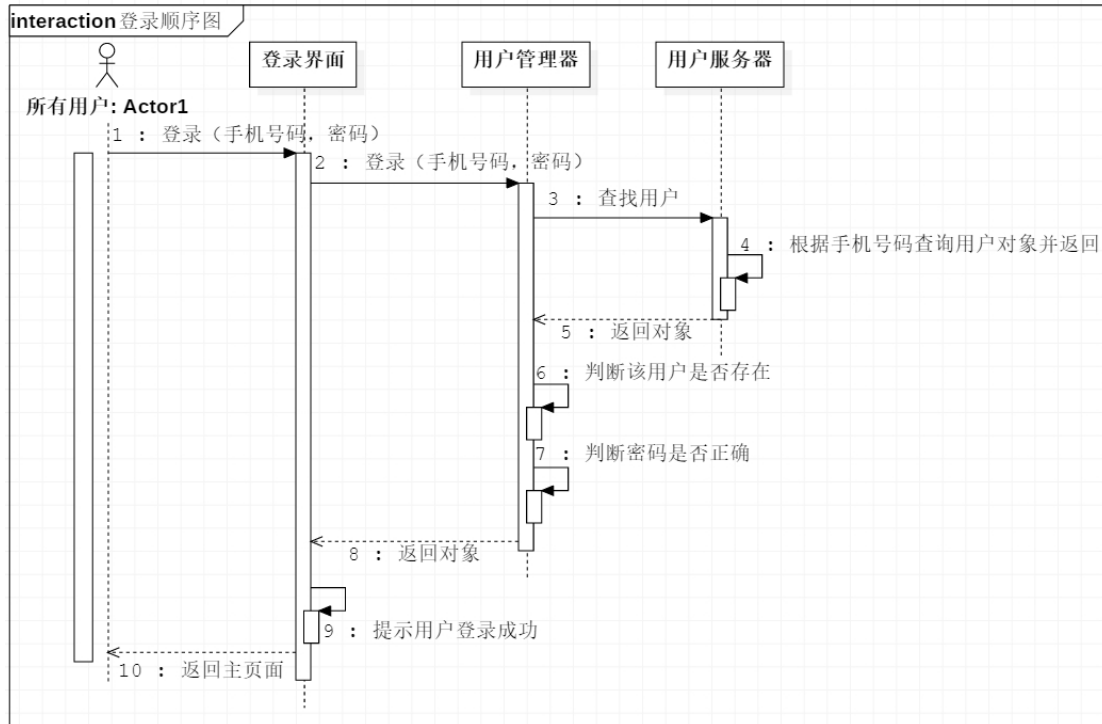 interaction 登录顺序图
登录界面
用户管理器
用户服务器
所有用户: Actor1
1 : 登录（手机号码，密码）
2 : 登录（手机号码，密码）
3 : 查找用户
4 : 根据手机号码查询用户对象并返回
5 : 返回对象
6 : 判断该用户是否存在
7 : 判断密码是否正确
8 : 返回对象
9 : 提示用户登录成功
10 : 返回主页面